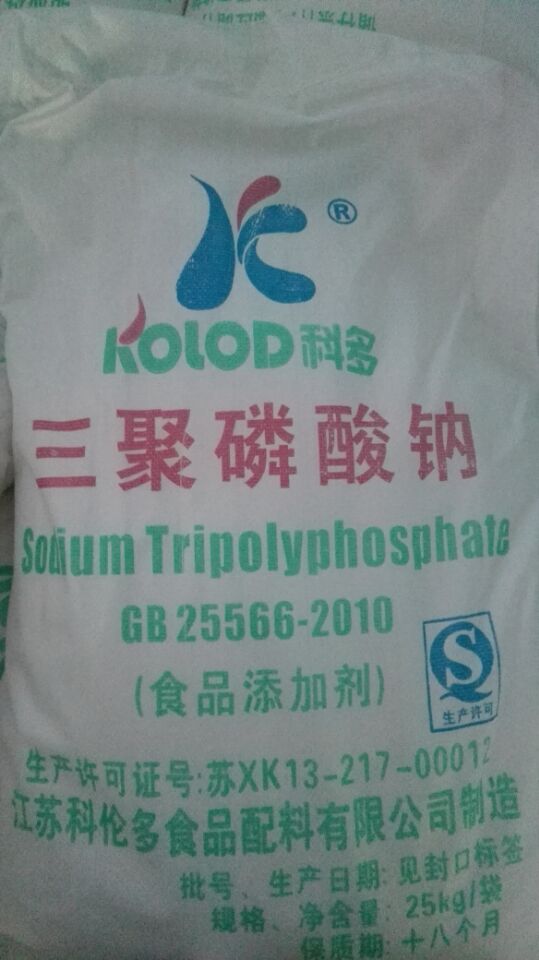 ®
KOLOD科多
三聚磷酸钠
Sodium Tripolyphosphate
GB 25566-2010
(食品添加剂)
S
生产许可
生产许可证号:苏XK13-217-00012
江苏科伦多食品配料有限公司制造
批号、生产日期: 见封口标签
规格、净含量: 25kg/袋
保质期: 十八个月